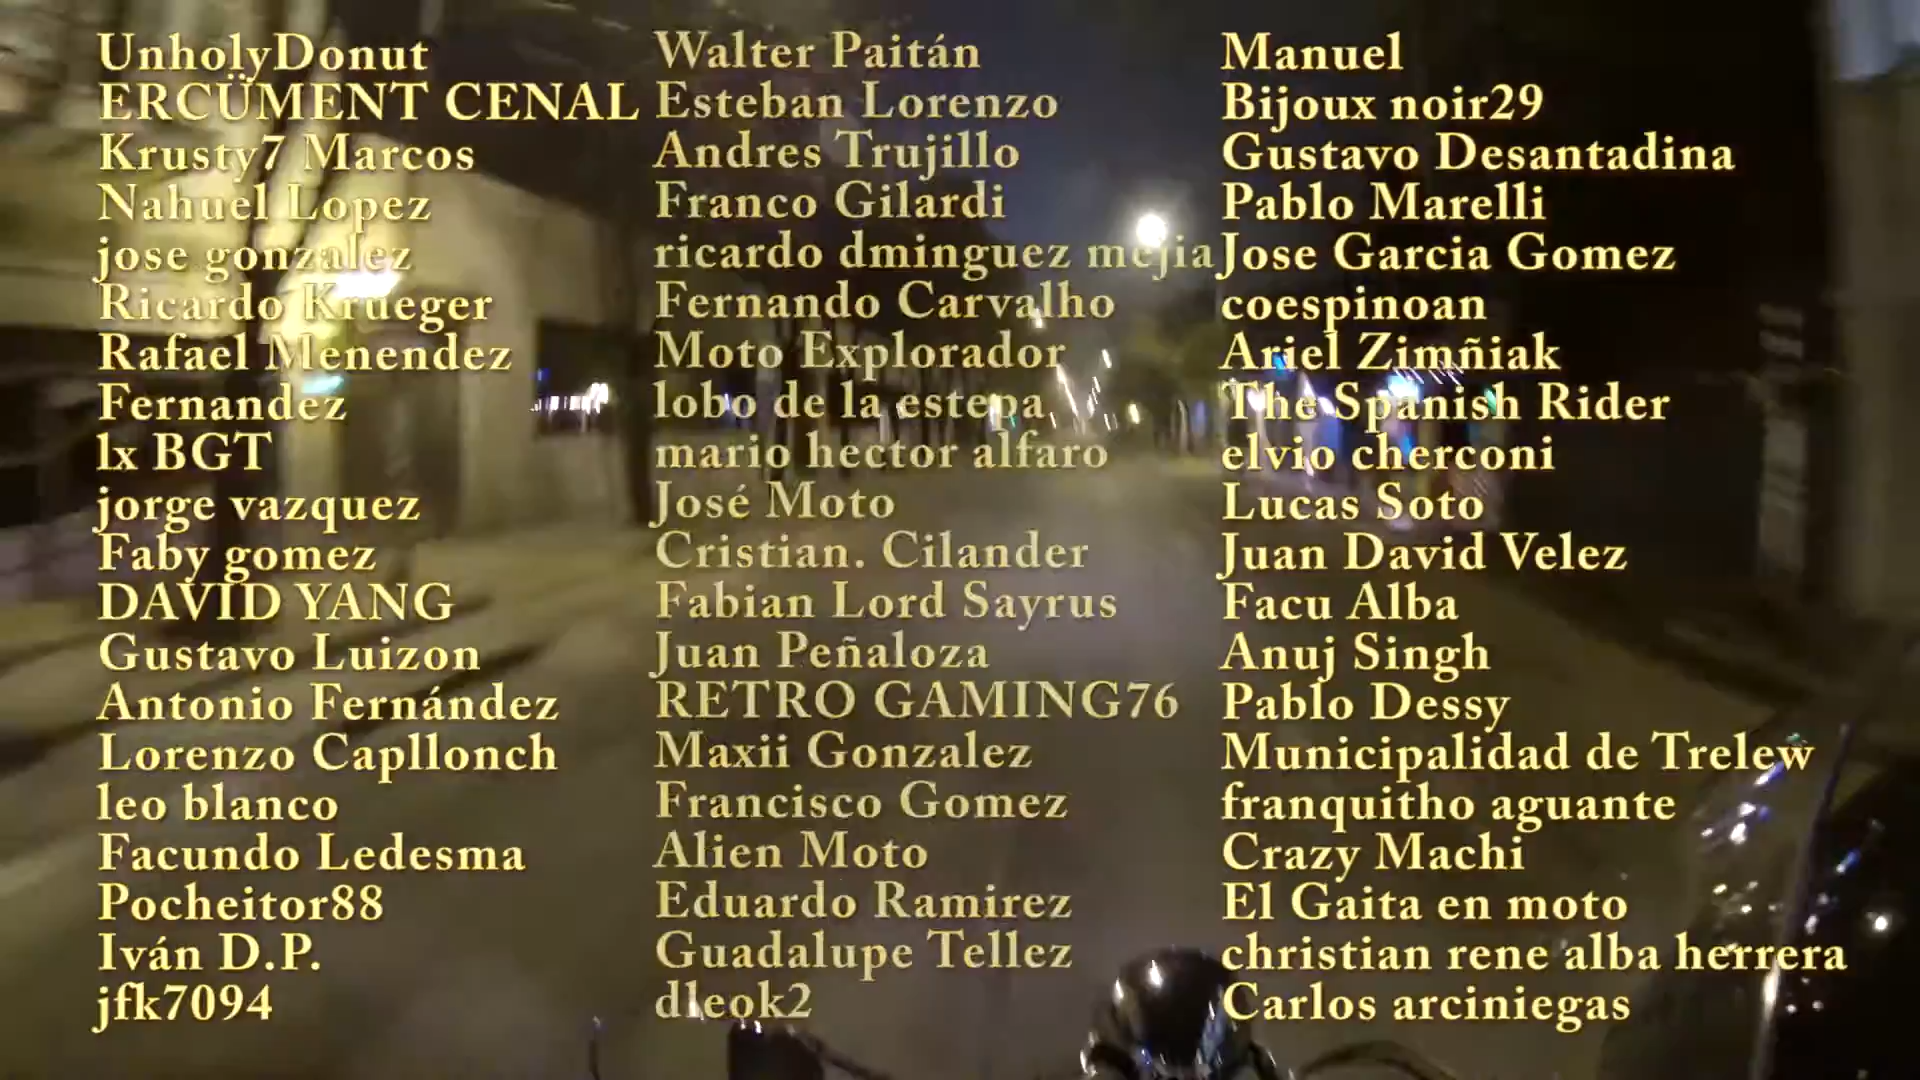 UnholyDonut
ERCÜMENT CENAL
Krusty7 Marcos
Nahuel Lopez
jose gonzalez
Ricardo Krueger
Rafael Menendez
Fernandez
lx BGT
jorge vazquez
Faby gomez
DAVID YANG
Gustavo Luizon
Antonio Fernández
Lorenzo Capllonch
leo blanco
Facundo Ledesma
Pocheitor88
Iván D.P.
jfk7094
Walter Paitán
Esteban Lorenzo
Andres Trujillo
Franco Gilardi
ricardo dminguez mejia
Fernando Carvalho
Moto Explorador
lobo de la estepa
mario hector alfaro
José Moto
Cristian. Cilander
Fabian Lord Sayrus
Juan Peñaloza
RETRO GAMING76
Maxii Gonzalez
Francisco Gomez
Alien Moto
Eduardo Ramirez
Guadalupe Tellez
dleok2
Manuel
Bijoux noir29
Gustavo Desantadina
Pablo Marelli
Jose Garcia Gomez
coespinoan
Ariel Zimñiak
The Spanish Rider
elvio cherconi
Lucas Soto
Juan David Velez
Facu Alba
Anuj Singh
Pablo Dessy
Municipalidad de Trelew
franquitho aguante
Crazy Machi
El Gaita en moto
christian rene alba herrera
Carlos arciniegas